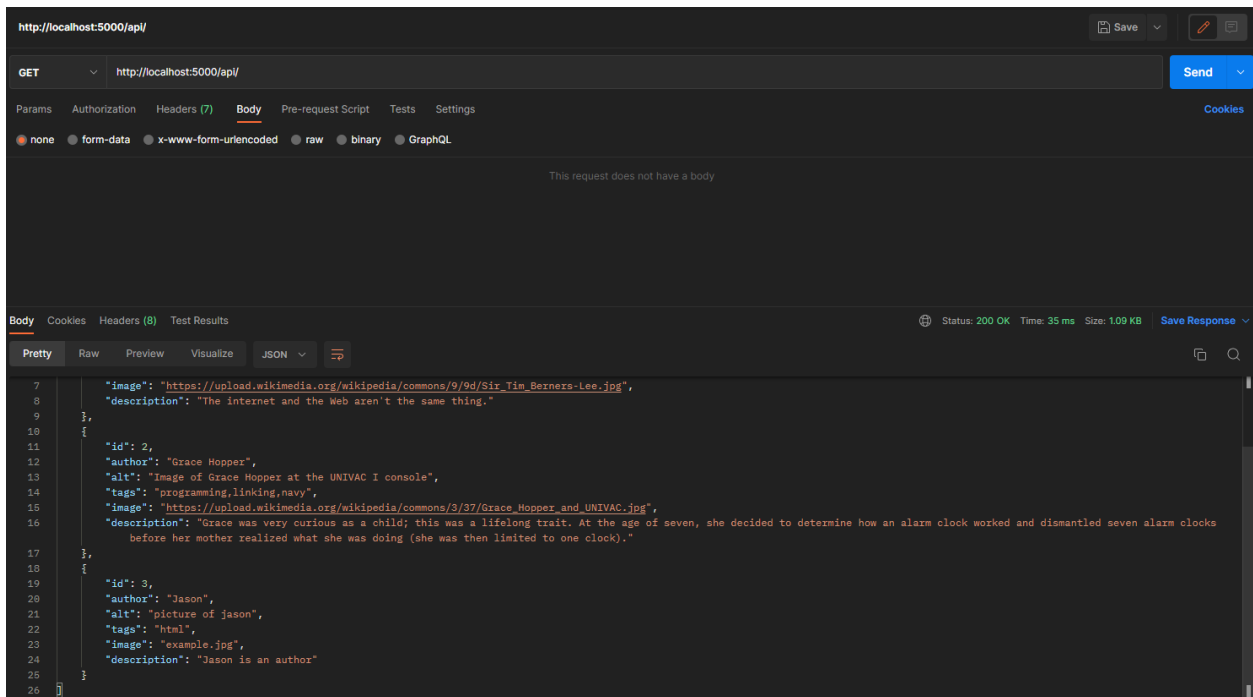 http://localhost:5000/api/ Save
GET http://localhost:5000/api/ Send
Params Authorization Headers (7) Body Pre-request Script Tests Settings Cookies
none form-data x-www-form-urlencoded raw binary GraphQL
This request does not have a body
Body Cookies Headers (8) Test Results Status: 200 OK Time: 35 ms Size: 1.09 KB Save Response
Pretty Raw Preview Visualize JSON
7 "image": "https://upload.wikimedia.org/wikipedia/commons/9/9d/Sir_Tim_Berners-Lee.jpg",
8 "description": "The internet and the Web aren't the same thing."
9 },
10 {
11 "id": 2,
12 "author": "Grace Hopper",
13 "alt": "Image of Grace Hopper at the UNIVAC I console",
14 "tags": "programming,linking,navy",
15 "image": "https://upload.wikimedia.org/wikipedia/commons/3/37/Grace_Hopper_and_UNIVAC.jpg",
16 "description": "Grace was very curious as a child; this was a lifelong trait. At the age of seven, she decided to determine how an alarm clock worked and dismantled seven alarm clocks
before her mother realized what she was doing (she was then limited to one clock)."
17 },
18 {
19 "id": 3,
20 "author": "Jason",
21 "alt": "picture of jason",
22 "tags": "html",
23 "image": "example.jpg",
24 "description": "Jason is an author"
25 }
26 ]